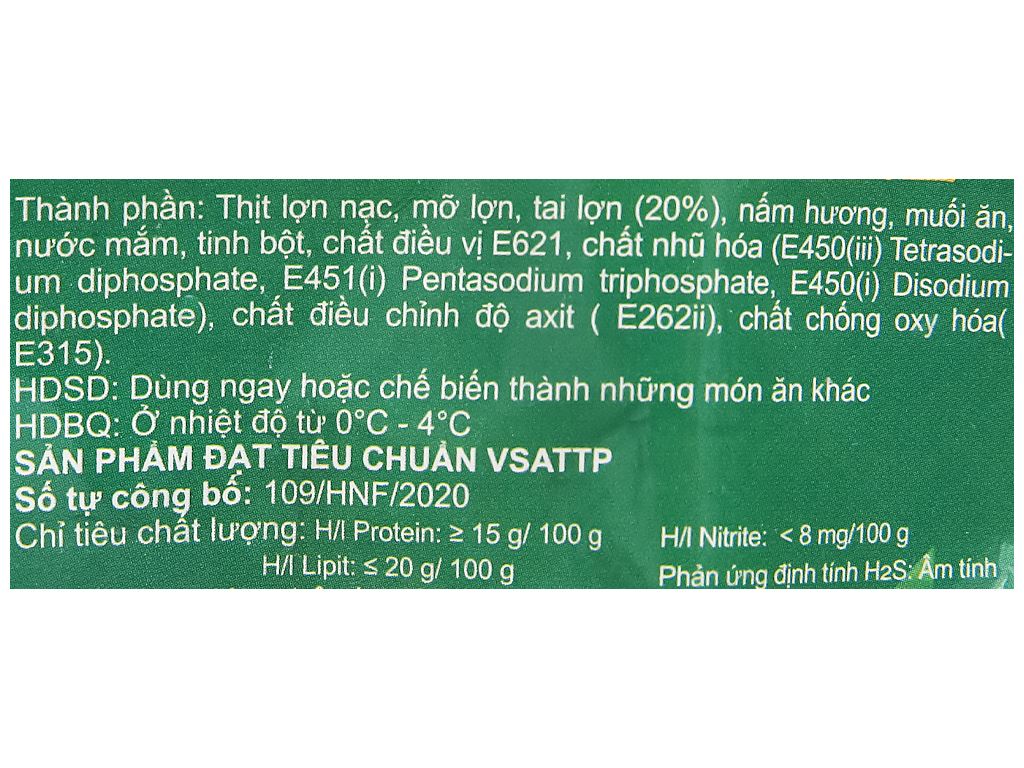 Thành phần: Thịt lợn nạc, mỡ lợn, tai lợn (20%), nấm hương, muối ăn,
nước mắm, tinh bột, chất điều vị E621, chất nhũ hóa (E450(iii) Tetrasodi-
um diphosphate, E451(i) Pentasodium triphosphate, E450(i) Disodium
diphosphate), chất điều chỉnh độ axit ( E262ii), chất chống oxy hóa(
E315).
HDSD: Dùng ngay hoặc chế biến thành những món ăn khác
HDBQ: Ở nhiệt độ từ 0°C - 4°C
SẢN PHẨM ĐẠT TIÊU CHUẨN VSATTP
Số tự công bố: 109/HNF/2020
Chỉ tiêu chất lượng: H/l Protein: ≥ 15 g/ 100 g H/l Nitrite: < 8 mg/100 g
H/l Lipit: ≤ 20 g/ 100 g Phản ứng định tính H2S: Âm tính